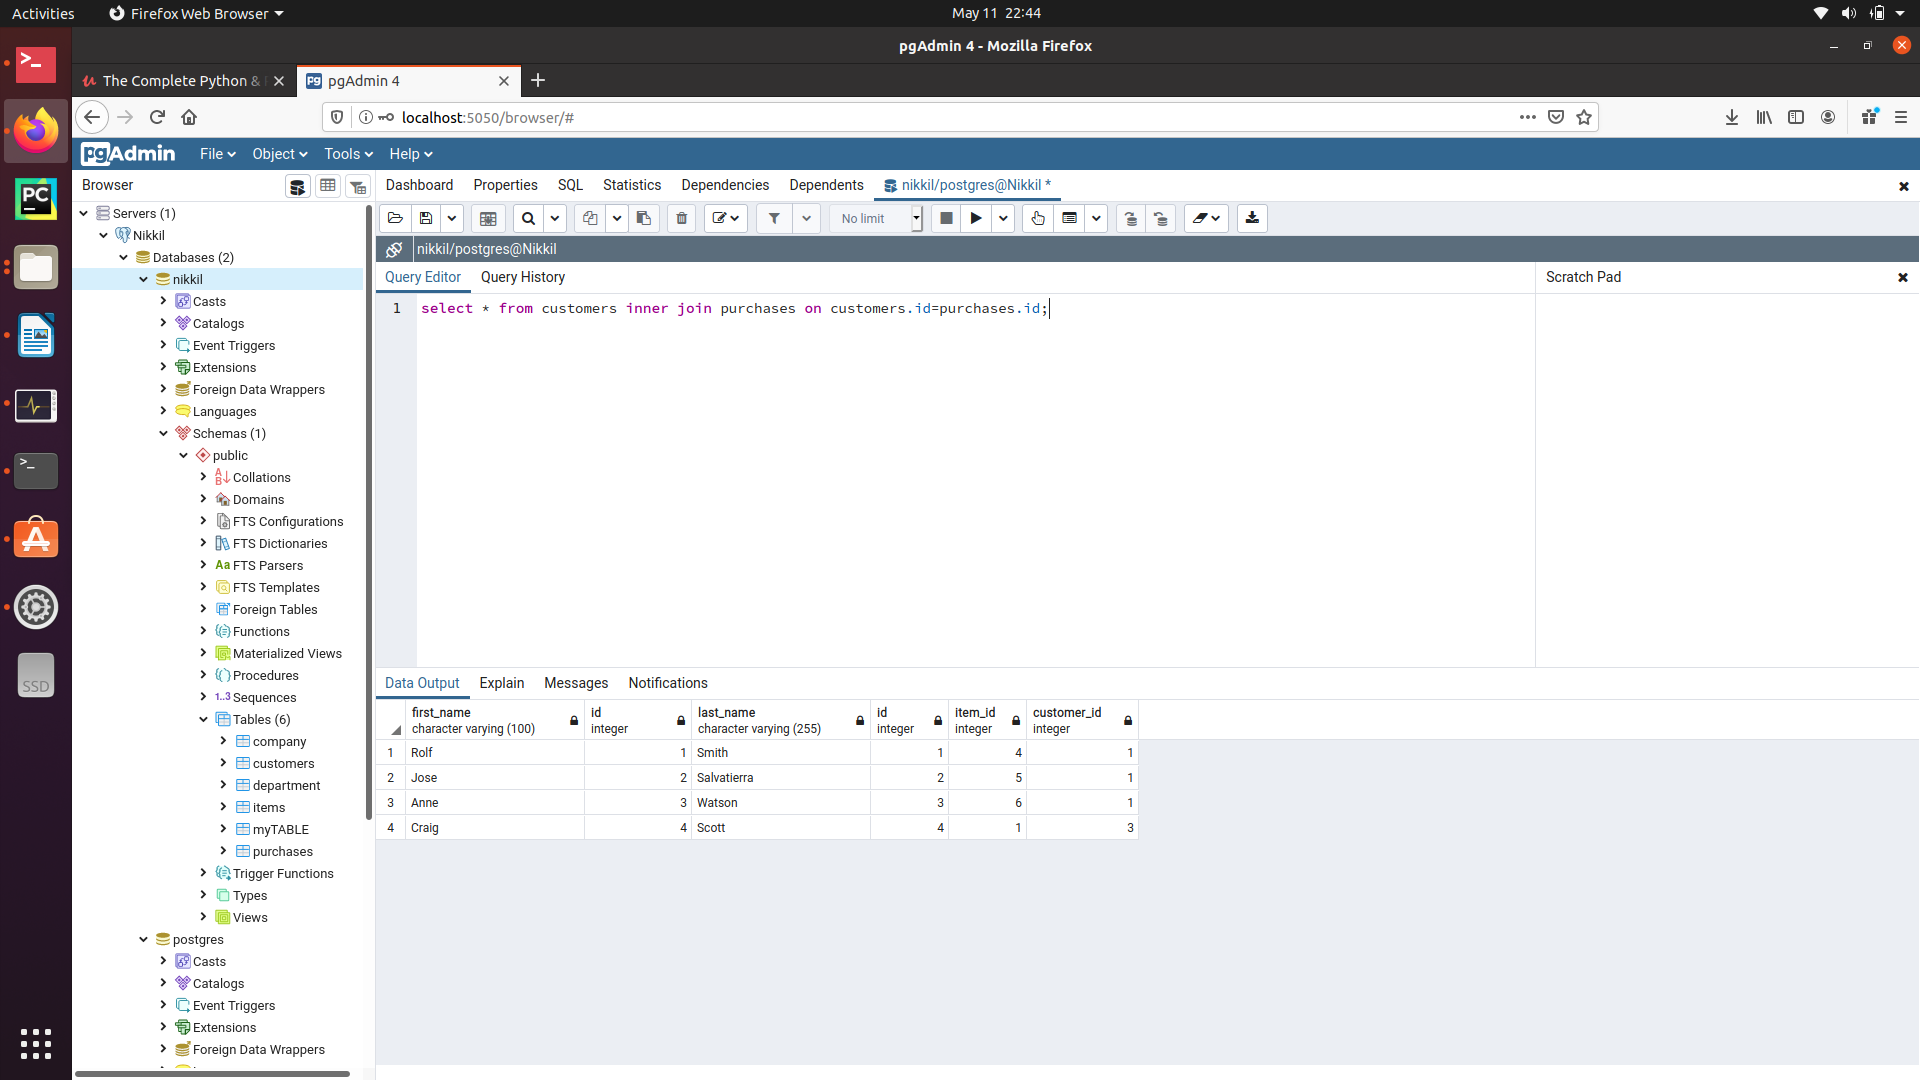 Activities
Firefox Web Browser
May 11 22:44
pgAdmin 4 - Mozilla Firefox
The Complete Python &
pgAdmin 4
localhost:5050/browser/#
pgAdmin
File
Object
Tools
Help
Browser
Dashboard
Properties
SQL
Statistics
Dependencies
Dependents
nikkil/postgres@Nikkil *
No limit
nikkil/postgres@Nikkil
Query Editor
Query History
Scratch Pad
1 select * from customers inner join purchases on customers.id=purchases.id;
Servers (1)
Nikkil
Databases (2)
nikkil
Casts
Catalogs
Event Triggers
Extensions
Foreign Data Wrappers
Languages
Schemas (1)
public
Collations
Domains
FTS Configurations
FTS Dictionaries
Aa FTS Parsers
FTS Templates
Foreign Tables
Functions
Materialized Views
Procedures
1..3 Sequences
Tables (6)
company
customers
department
items
myTABLE
purchases
Trigger Functions
Types
Views
postgres
Casts
Catalogs
Event Triggers
Extensions
Foreign Data Wrappers
Data Output
Explain
Messages
Notifications
first_name id last_name id item_id customer_id
character varying (100) integer character varying (255) integer integer integer
1 Rolf 1 Smith 1 4 1
2 Jose 2 Salvatierra 2 5 1
3 Anne 3 Watson 3 6 1
4 Craig 4 Scott 4 1 3
PC
SSD